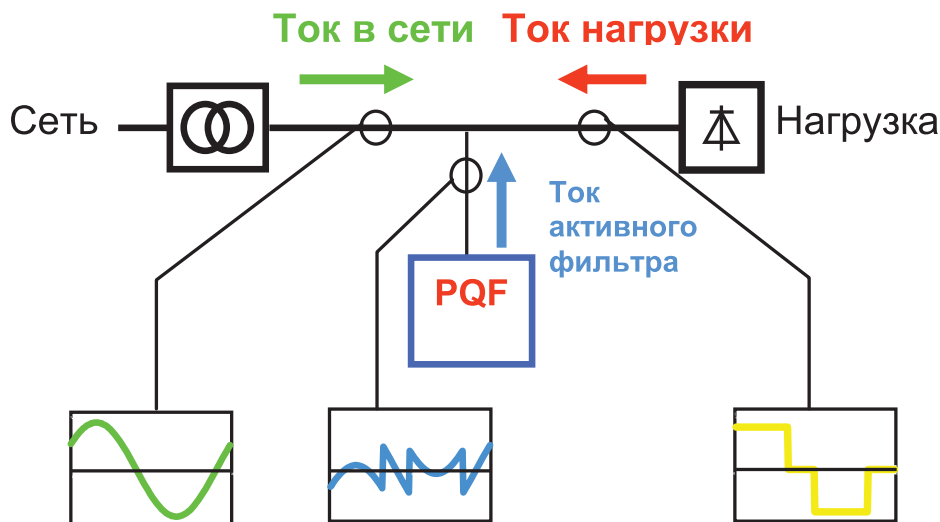 Ток в сети
Ток нагрузки
Сеть
Нагрузка
Ток
активного
фильтра
PQF